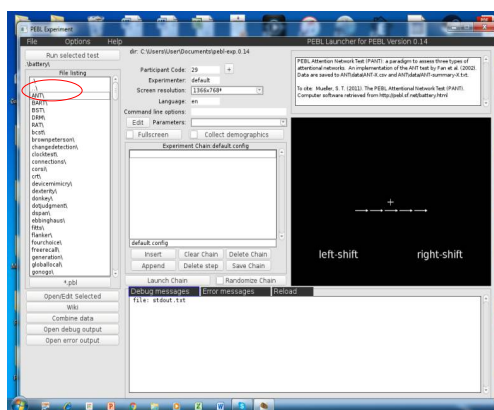 PEBL Experiment
File Options Help
PEBL Launcher for PEBL Version 0.14
Run selected test
\battery\
File listing
.\
..\
ANT\
BART\
BST\
DRM\
RAT\
bcst\
brownpeterson\
changedetection\
clocktest\
connections\
corsi\
crt\
devicemimicry\
dexterity\
donkey\
dotjudgment\
dspan\
ebbinghaus\
fitts\
flanker\
fourchoice\
freerecall\
generation\
globallocal\
gonogo\
*.pbl
Open/Edit Selected
Wiki
Combine data
Open debug output
Open error output
dir: C:\Users\User\Documents\pebl-exp.0.14
Participant Code: 29 +
Experimenter: default
Screen resolution: 1366x768*
Language en
Command line options:
Edit Parameters:
Fullscreen Collect demographics
Experiment Chain:default.config
default.config
Insert Clear Chain Delete Chain
Append Delete step Save Chain
Launch Chain Randomize Chain
PEBL Attention Network Test (PANT): a paradigm to assess three types of
attentional networks. An implementation of the ANT test by Fan et al. (2002)
Data are saved to ANT\data\ANT-X.csv and ANT\data\ANT-summary-X.txt.
To cite: Mueller, S. T. (2011). The PEBL Attentional Network Test (PANT).
Computer software retrieved from http://pebl.sf.net/battery.html
left-shift right-shift
Debug messages Error messages Reload
file: stdout.txt